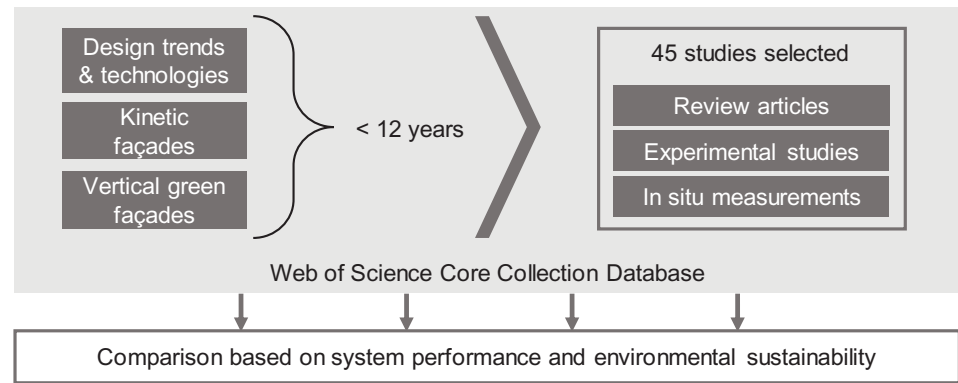 Design trends
& technologies
Kinetic
façades
Vertical green
façades
< 12 years
45 studies selected
Review articles
Experimental studies
In situ measurements
Web of Science Core Collection Database
Comparison based on system performance and environmental sustainability